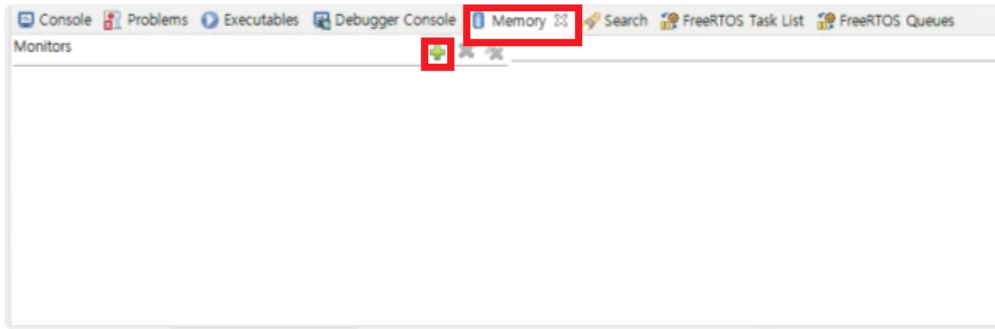 Console Problems Executables Debugger Console Memory Search FreeRTOS Task List FreeRTOS Queues
Monitors